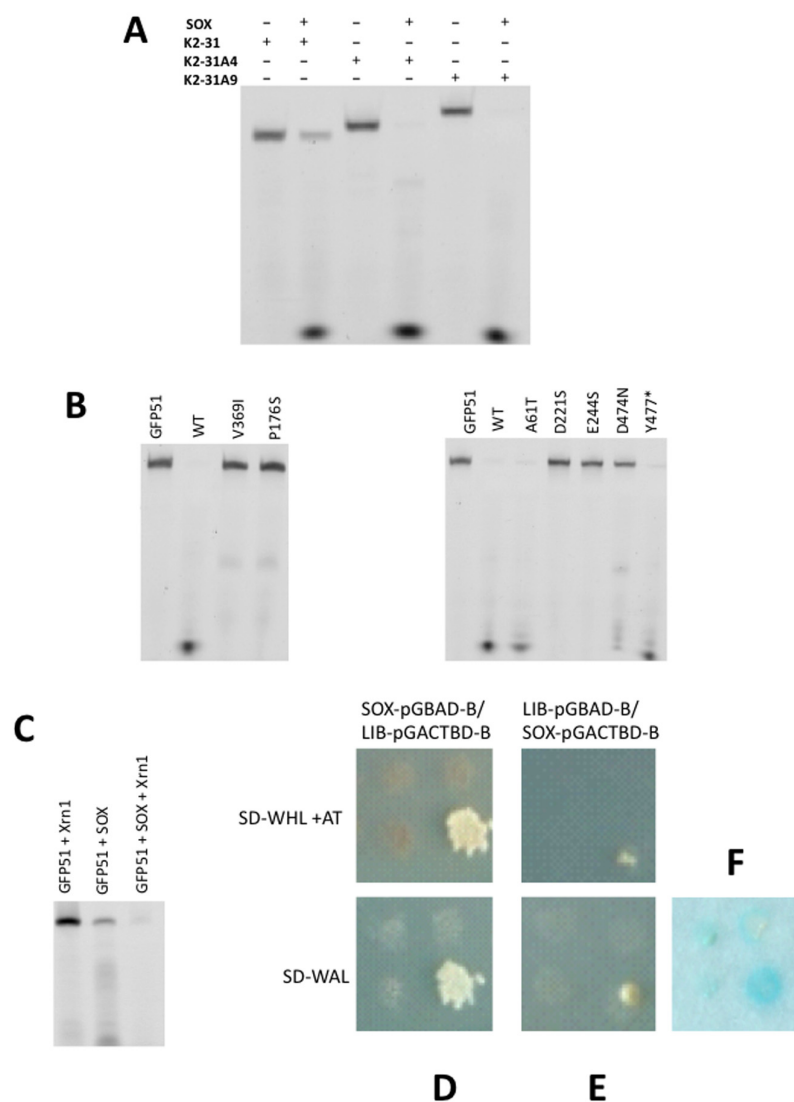 A
SOX – + – + – +
K2-31 + + – – – –
K2-31A4 – – + + – –
K2-31A9 – – – – + +
B
GFP51 WT V369I P176S
GFP51 WT A61T D221S E244S D474N Y477*
C
GFP51 + Xrn1 GFP51 + SOX GFP51 + SOX + Xrn1
SOX-pGBAD-B/
LIB-pGACTBD-B
LIB-pGBAD-B/
SOX-pGACTBD-B
SD-WHL +AT
F
SD-WAL
D E